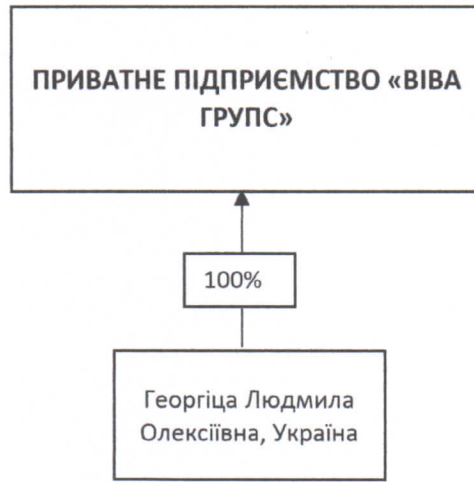 ПРИВАТНЕ ПІДПРИЄМСТВО «ВІВА
ГРУПС»
100%
Георгіца Людмила
Олексіївна, Україна